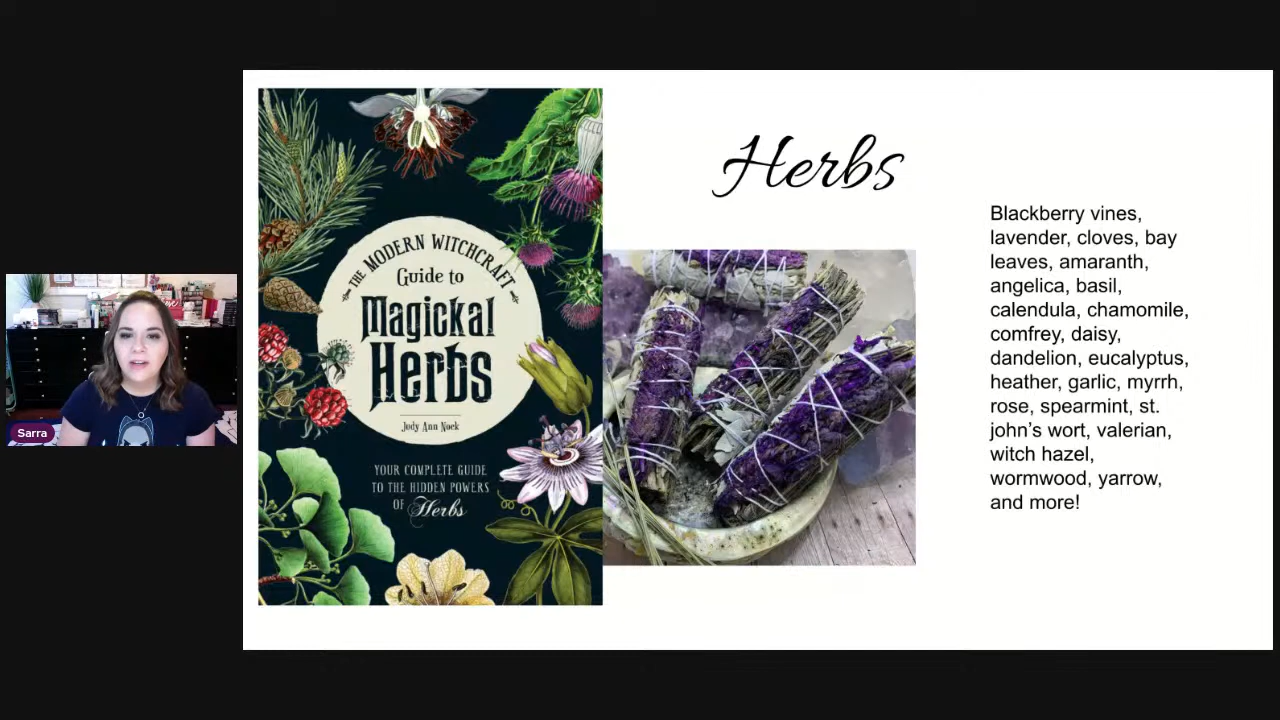 Sarra
THE MODERN WITCHCRAFT
Guide to
Magickal
Herbs
Judy Ann Nock
YOUR COMPLETE GUIDE
TO THE HIDDEN POWERS
OF Herbs
Herbs
Blackberry vines,
lavender, cloves, bay
leaves, amaranth,
angelica, basil,
calendula, chamomile,
comfrey, daisy,
dandelion, eucalyptus,
heather, garlic, myrrh,
rose, spearmint, st.
john's wort, valerian,
witch hazel,
wormwood, yarrow,
and more!